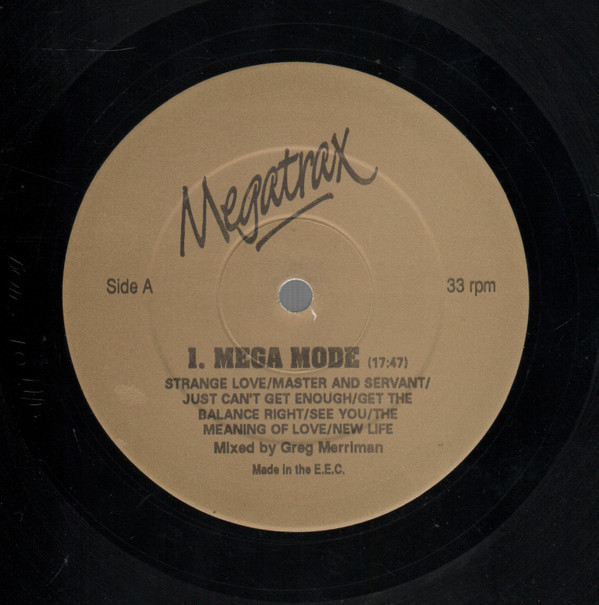 Megatrax
Side A
33 rpm
1. MEGA MODE (17:47)
STRANGE LOVE/MASTER AND SERVANT/
JUST CAN'T GET ENOUGH/GET THE
BALANCE RIGHT/SEE YOU/THE
MEANING OF LOVE/NEW LIFE
Mixed by Greg Merriman
Made in the E.E.C.